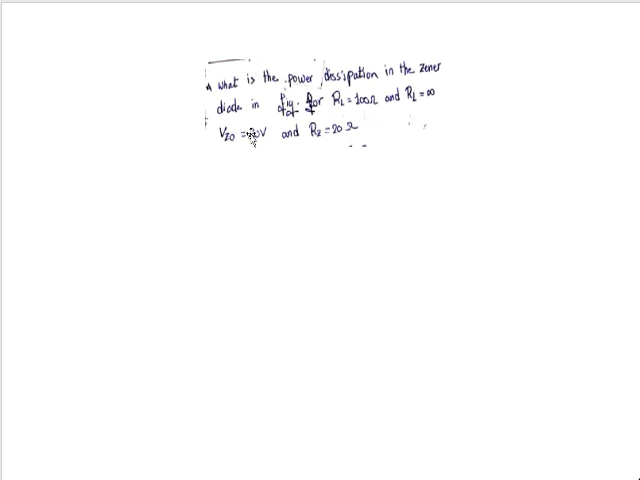 what is the power dissipation in the zener
diode in fig. for RL = 100Ω and RL = ∞
VZ0 = V and RZ = 20 Ω